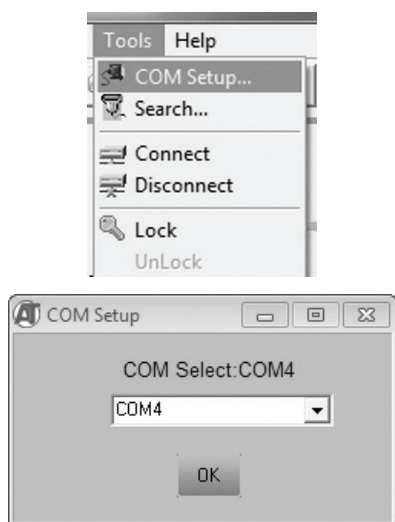 Tools Help
COM Setup...
Search...
Connect
Disconnect
Lock
UnLock
COM Setup
COM Select:COM4
COM4
OK